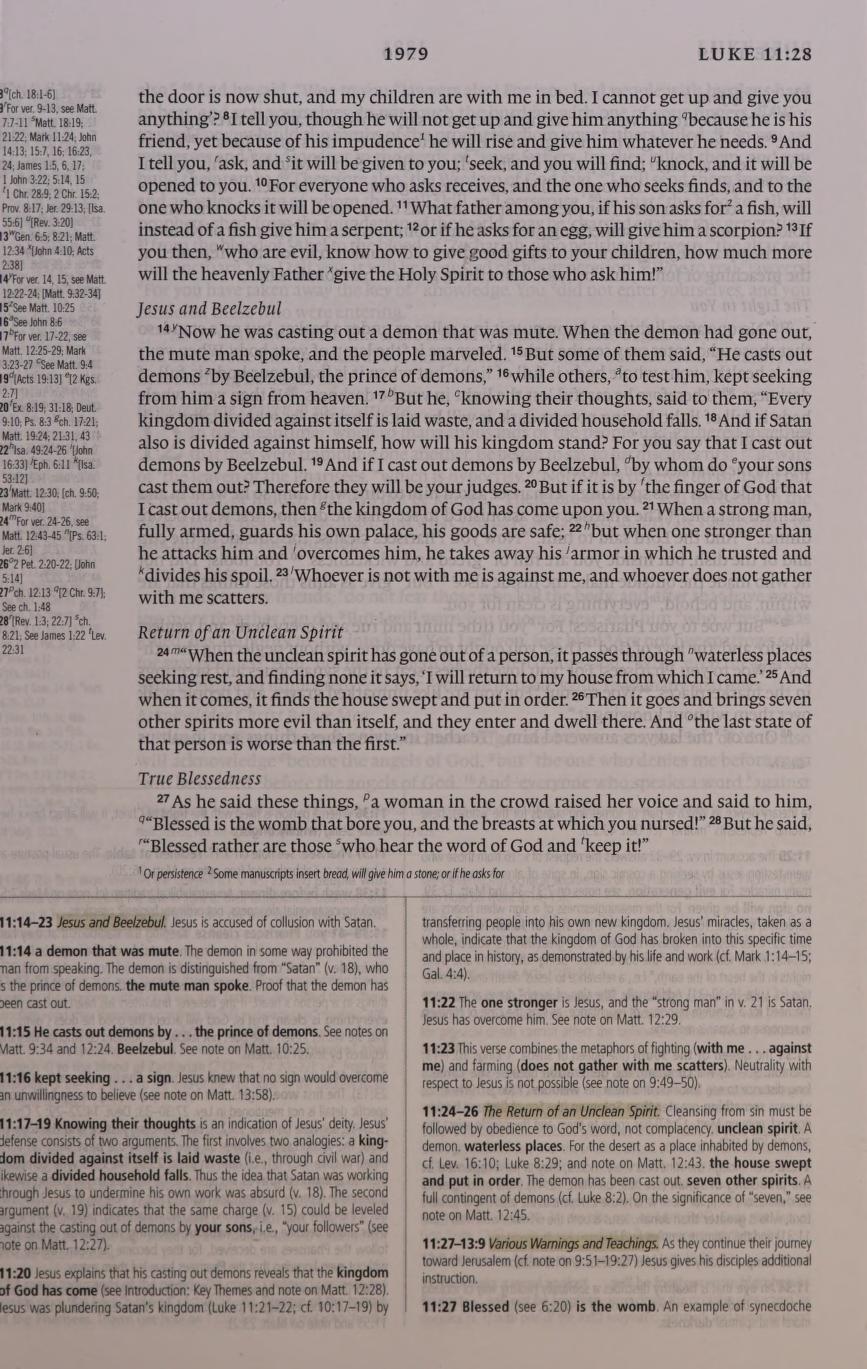 1979 LUKE 11:28
8q[ch. 18:1-6]
9rFor ver. 9-13, see Matt.
7:7-11 sMatt. 18:19;
21:22; Mark 11:24; John
14:13; 15:7, 16; 16:23,
24; James 1:5, 6, 17;
1 John 3:22; 5:14, 15
t1 Chr. 28:9; 2 Chr. 15:2;
Prov. 8:17; Jer. 29:13; [Isa.
55:6] u[Rev. 3:20]
13wGen. 6:5; 8:21; Matt.
12:34 x[John 4:10; Acts
2:38]
14yFor ver. 14, 15, see Matt.
12:22-24; [Matt. 9:32-34]
15zSee Matt. 10:25
16aSee John 8:6
17bFor ver. 17-22, see
Matt. 12:25-29; Mark
3:23-27 cSee Matt. 9:4
19d[Acts 19:13] e[2 Kgs.
2:7]
20fEx. 8:19; 31:18; Deut.
9:10; Ps. 8:3 gch. 17:21;
Matt. 19:24; 21:31, 43
22hIsa. 49:24-26 i[John
16:33] jEph. 6:11 k[Isa.
53:12]
23lMatt. 12:30; [ch. 9:50;
Mark 9:40]
24mFor ver. 24-26, see
Matt. 12:43-45 n[Ps. 63:1;
Jer. 2:6]
26o2 Pet. 2:20-22; [John
5:14]
27pch. 12:13 q[2 Chr. 9:7];
See ch. 1:48
28r[Rev. 1:3; 22:7] sch.
8:21; See James 1:22 tLev.
22:31
the door is now shut, and my children are with me in bed. I cannot get up and give you
anything’? 8 I tell you, though he will not get up and give him anything qbecause he is his
friend, yet because of his impudence1 he will rise and give him whatever he needs. 9 And
I tell you, rask, and sit will be given to you; tseek, and you will find; uknock, and it will be
opened to you. 10 For everyone who asks receives, and the one who seeks finds, and to the
one who knocks it will be opened. 11 What father among you, if his son asks for2 a fish, will
instead of a fish give him a serpent; 12 or if he asks for an egg, will give him a scorpion? 13 If
you then, wwho are evil, know how to give good gifts to your children, how much more
will the heavenly Father xgive the Holy Spirit to those who ask him!”
Jesus and Beelzebul
14 yNow he was casting out a demon that was mute. When the demon had gone out,
the mute man spoke, and the people marveled. 15 But some of them said, “He casts out
demons zby Beelzebul, the prince of demons,” 16 while others, ato test him, kept seeking
from him a sign from heaven. 17 bBut he, cknowing their thoughts, said to them, “Every
kingdom divided against itself is laid waste, and a divided household falls. 18 And if Satan
also is divided against himself, how will his kingdom stand? For you say that I cast out
demons by Beelzebul. 19 And if I cast out demons by Beelzebul, dby whom do eyour sons
cast them out? Therefore they will be your judges. 20 But if it is by fthe finger of God that
I cast out demons, then gthe kingdom of God has come upon you. 21 When a strong man,
fully armed, guards his own palace, his goods are safe; 22 hbut when one stronger than
he attacks him and iovercomes him, he takes away his jarmor in which he trusted and
kdivides his spoil. 23 lWhoever is not with me is against me, and whoever does not gather
with me scatters.
Return of an Unclean Spirit
24 m“When the unclean spirit has gone out of a person, it passes through nwaterless places
seeking rest, and finding none it says, ‘I will return to my house from which I came.’ 25 And
when it comes, it finds the house swept and put in order. 26 Then it goes and brings seven
other spirits more evil than itself, and they enter and dwell there. And othe last state of
that person is worse than the first.”
True Blessedness
27 As he said these things, pa woman in the crowd raised her voice and said to him,
q“Blessed is the womb that bore you, and the breasts at which you nursed!” 28 But he said,
r“Blessed rather are those swho hear the word of God and tkeep it!”
1 Or persistence 2 Some manuscripts insert bread, will give him a stone; or if he asks for
11:14–23 Jesus and Beelzebul. Jesus is accused of collusion with Satan.
11:14 a demon that was mute. The demon in some way prohibited the
man from speaking. The demon is distinguished from “Satan” (v. 18), who
is the prince of demons. the mute man spoke. Proof that the demon has
been cast out.
11:15 He casts out demons by . . . the prince of demons. See notes on
Matt. 9:34 and 12:24. Beelzebul. See note on Matt. 10:25.
11:16 kept seeking . . . a sign. Jesus knew that no sign would overcome
an unwillingness to believe (see note on Matt. 13:58).
11:17–19 Knowing their thoughts is an indication of Jesus’ deity. Jesus’
defense consists of two arguments. The first involves two analogies: a king-
dom divided against itself is laid waste (i.e., through civil war) and
likewise a divided household falls. Thus the idea that Satan was working
through Jesus to undermine his own work was absurd (v. 18). The second
argument (v. 19) indicates that the same charge (v. 15) could be leveled
against the casting out of demons by your sons, i.e., “your followers” (see
note on Matt. 12:27).
11:20 Jesus explains that his casting out demons reveals that the kingdom
of God has come (see Introduction: Key Themes and note on Matt. 12:28).
Jesus was plundering Satan’s kingdom (Luke 11:21–22; cf. 10:17–19) by
transferring people into his own new kingdom. Jesus’ miracles, taken as a
whole, indicate that the kingdom of God has broken into this specific time
and place in history, as demonstrated by his life and work (cf. Mark 1:14–15;
Gal. 4:4).
11:22 The one stronger is Jesus, and the “strong man” in v. 21 is Satan.
Jesus has overcome him. See note on Matt. 12:29.
11:23 This verse combines the metaphors of fighting (with me . . . against
me) and farming (does not gather with me scatters). Neutrality with
respect to Jesus is not possible (see note on 9:49–50).
11:24–26 The Return of an Unclean Spirit. Cleansing from sin must be
followed by obedience to God’s word, not complacency. unclean spirit. A
demon. waterless places. For the desert as a place inhabited by demons,
cf. Lev. 16:10; Luke 8:29; and note on Matt. 12:43. the house swept
and put in order. The demon has been cast out. seven other spirits. A
full contingent of demons (cf. Luke 8:2). On the significance of “seven,” see
note on Matt. 12:45.
11:27–13:9 Various Warnings and Teachings. As they continue their journey
toward Jerusalem (cf. note on 9:51–19:27) Jesus gives his disciples additional
instruction.
11:27 Blessed (see 6:20) is the womb. An example of synecdoche